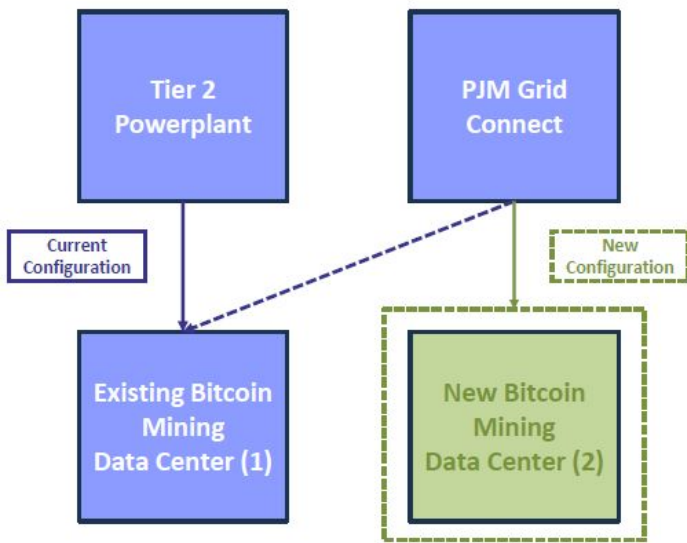 Tier 2
Powerplant
PJM Grid
Connect
Current
Configuration
New
Configuration
Existing Bitcoin
Mining
Data Center (1)
New Bitcoin
Mining
Data Center (2)